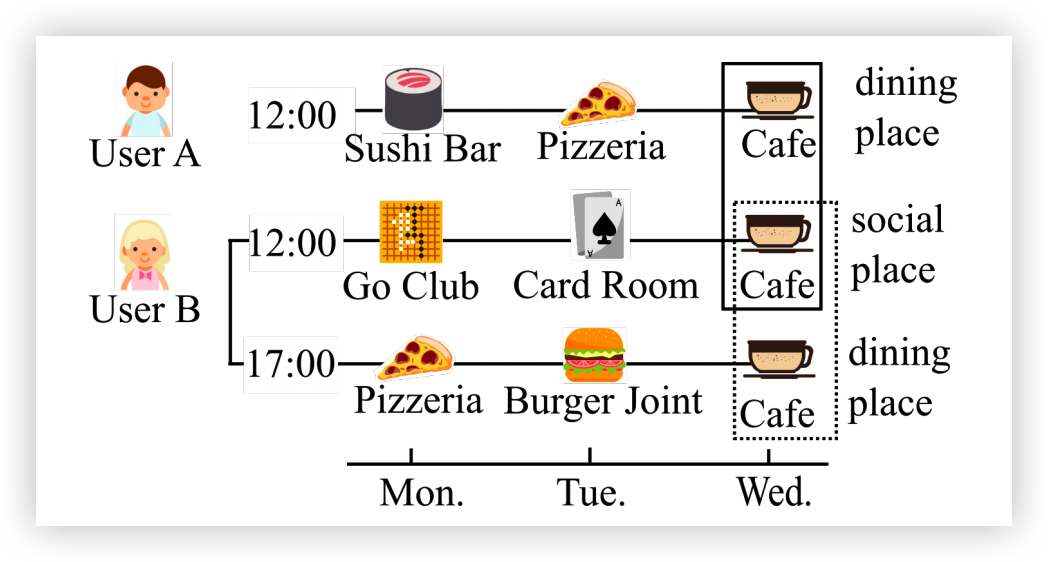 User A
12:00
Sushi Bar
Pizzeria
Cafe
dining
place
User B
12:00
Go Club
Card Room
A
A
Cafe
social
place
17:00
Pizzeria
Burger Joint
Cafe
dining
place
Mon.
Tue.
Wed.